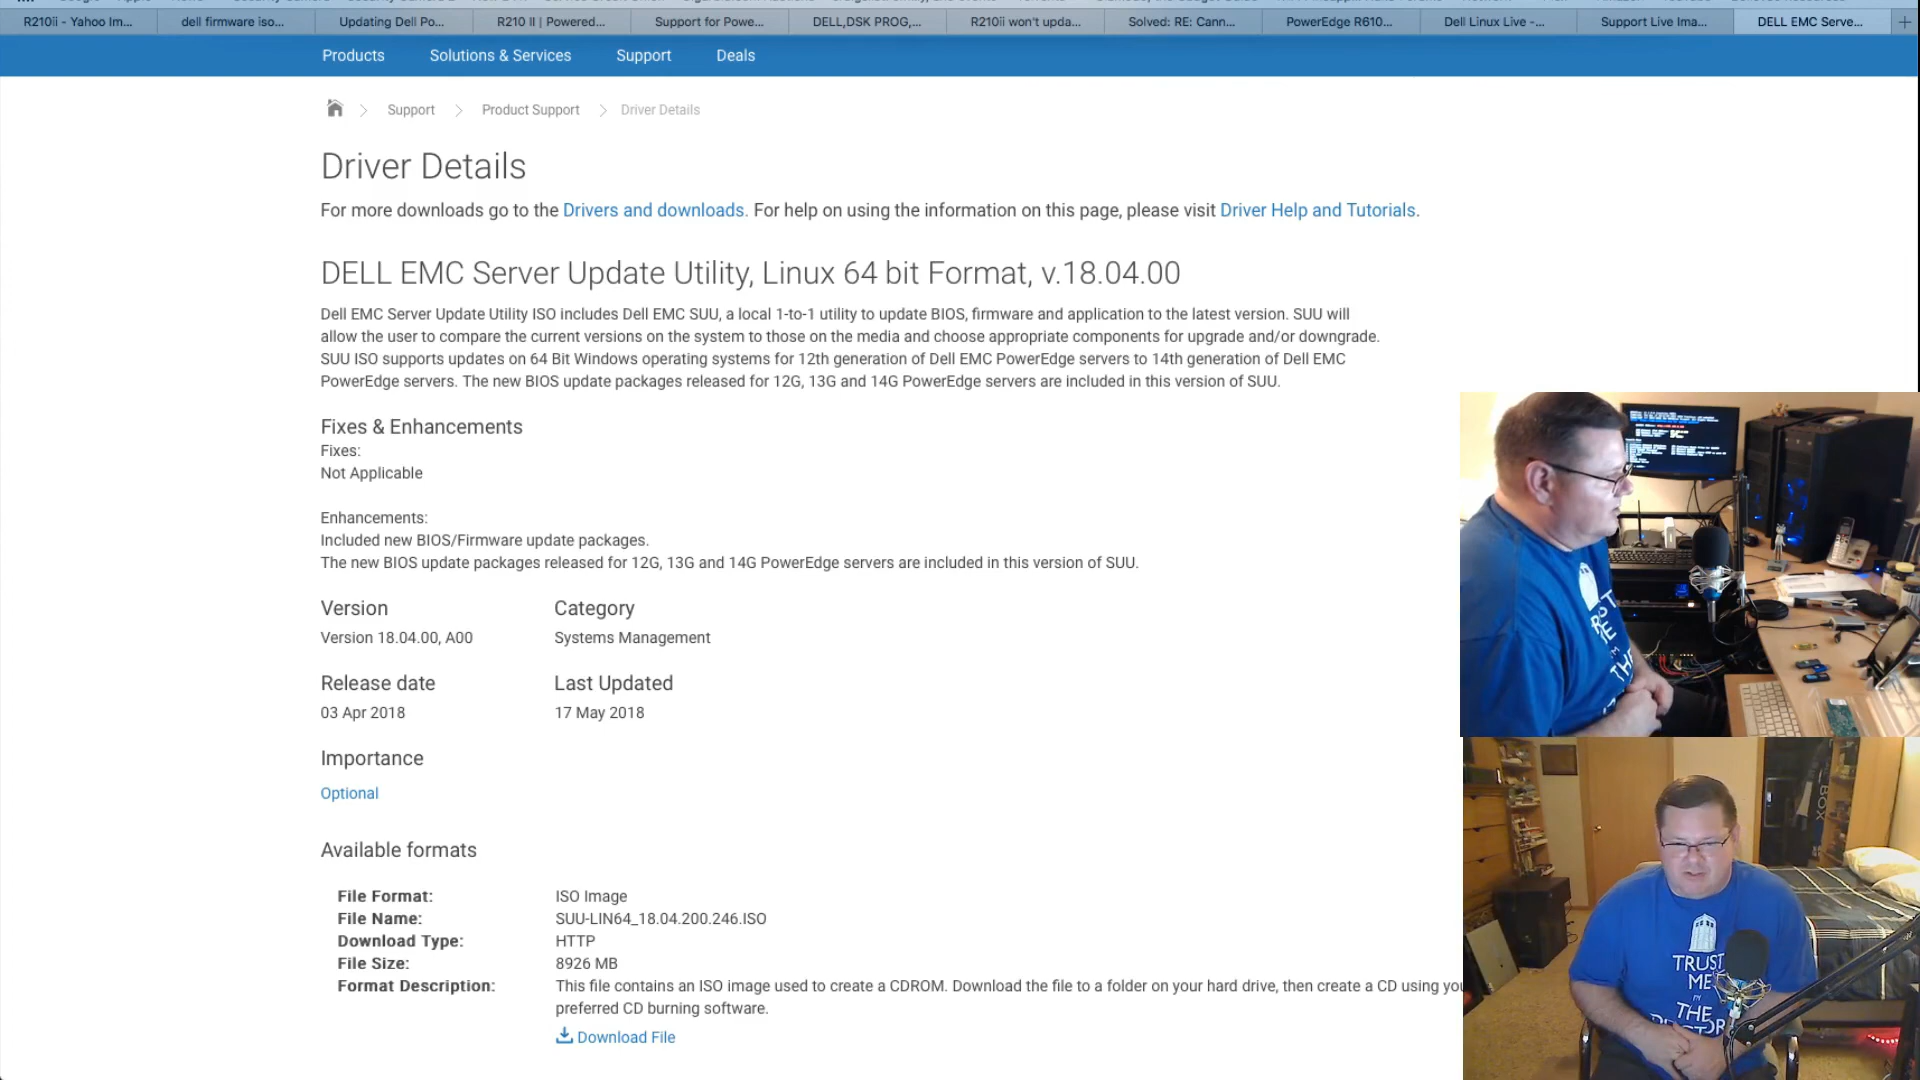 R210ii - Yahoo Im...
dell firmware iso...
Updating Dell Po...
R210 II | Powered...
Support for Powe...
DELL,DSK PROG,...
R210ii won't upda...
Solved: RE: Cann...
PowerEdge R610...
Dell Linux Live -...
Support Live Ima...
DELL EMC Serve...
Products
Solutions & Services
Support
Deals
Support
Product Support
Driver Details
Driver Details
For more downloads go to the Drivers and downloads. For help on using the information on this page, please visit Driver Help and Tutorials.
DELL EMC Server Update Utility, Linux 64 bit Format, v.18.04.00
Dell EMC Server Update Utility ISO includes Dell EMC SUU, a local 1-to-1 utility to update BIOS, firmware and application to the latest version. SUU will
allow the user to compare the current versions on the system to those on the media and choose appropriate components for upgrade and/or downgrade.
SUU ISO supports updates on 64 Bit Windows operating systems for 12th generation of Dell EMC PowerEdge servers to 14th generation of Dell EMC
PowerEdge servers. The new BIOS update packages released for 12G, 13G and 14G PowerEdge servers are included in this version of SUU.
Fixes & Enhancements
Fixes:
Not Applicable
Enhancements:
Included new BIOS/Firmware update packages.
The new BIOS update packages released for 12G, 13G and 14G PowerEdge servers are included in this version of SUU.
Version
Category
Version 18.04.00, A00
Systems Management
Release date
Last Updated
03 Apr 2018
17 May 2018
Importance
Optional
Available formats
File Format:
ISO Image
File Name:
SUU-LIN64_18.04.200.246.ISO
Download Type:
HTTP
File Size:
8926 MB
Format Description:
This file contains an ISO image used to create a CDROM. Download the file to a folder on your hard drive, then create a CD using you
preferred CD burning software.
Download File
TRUST
ME
THE